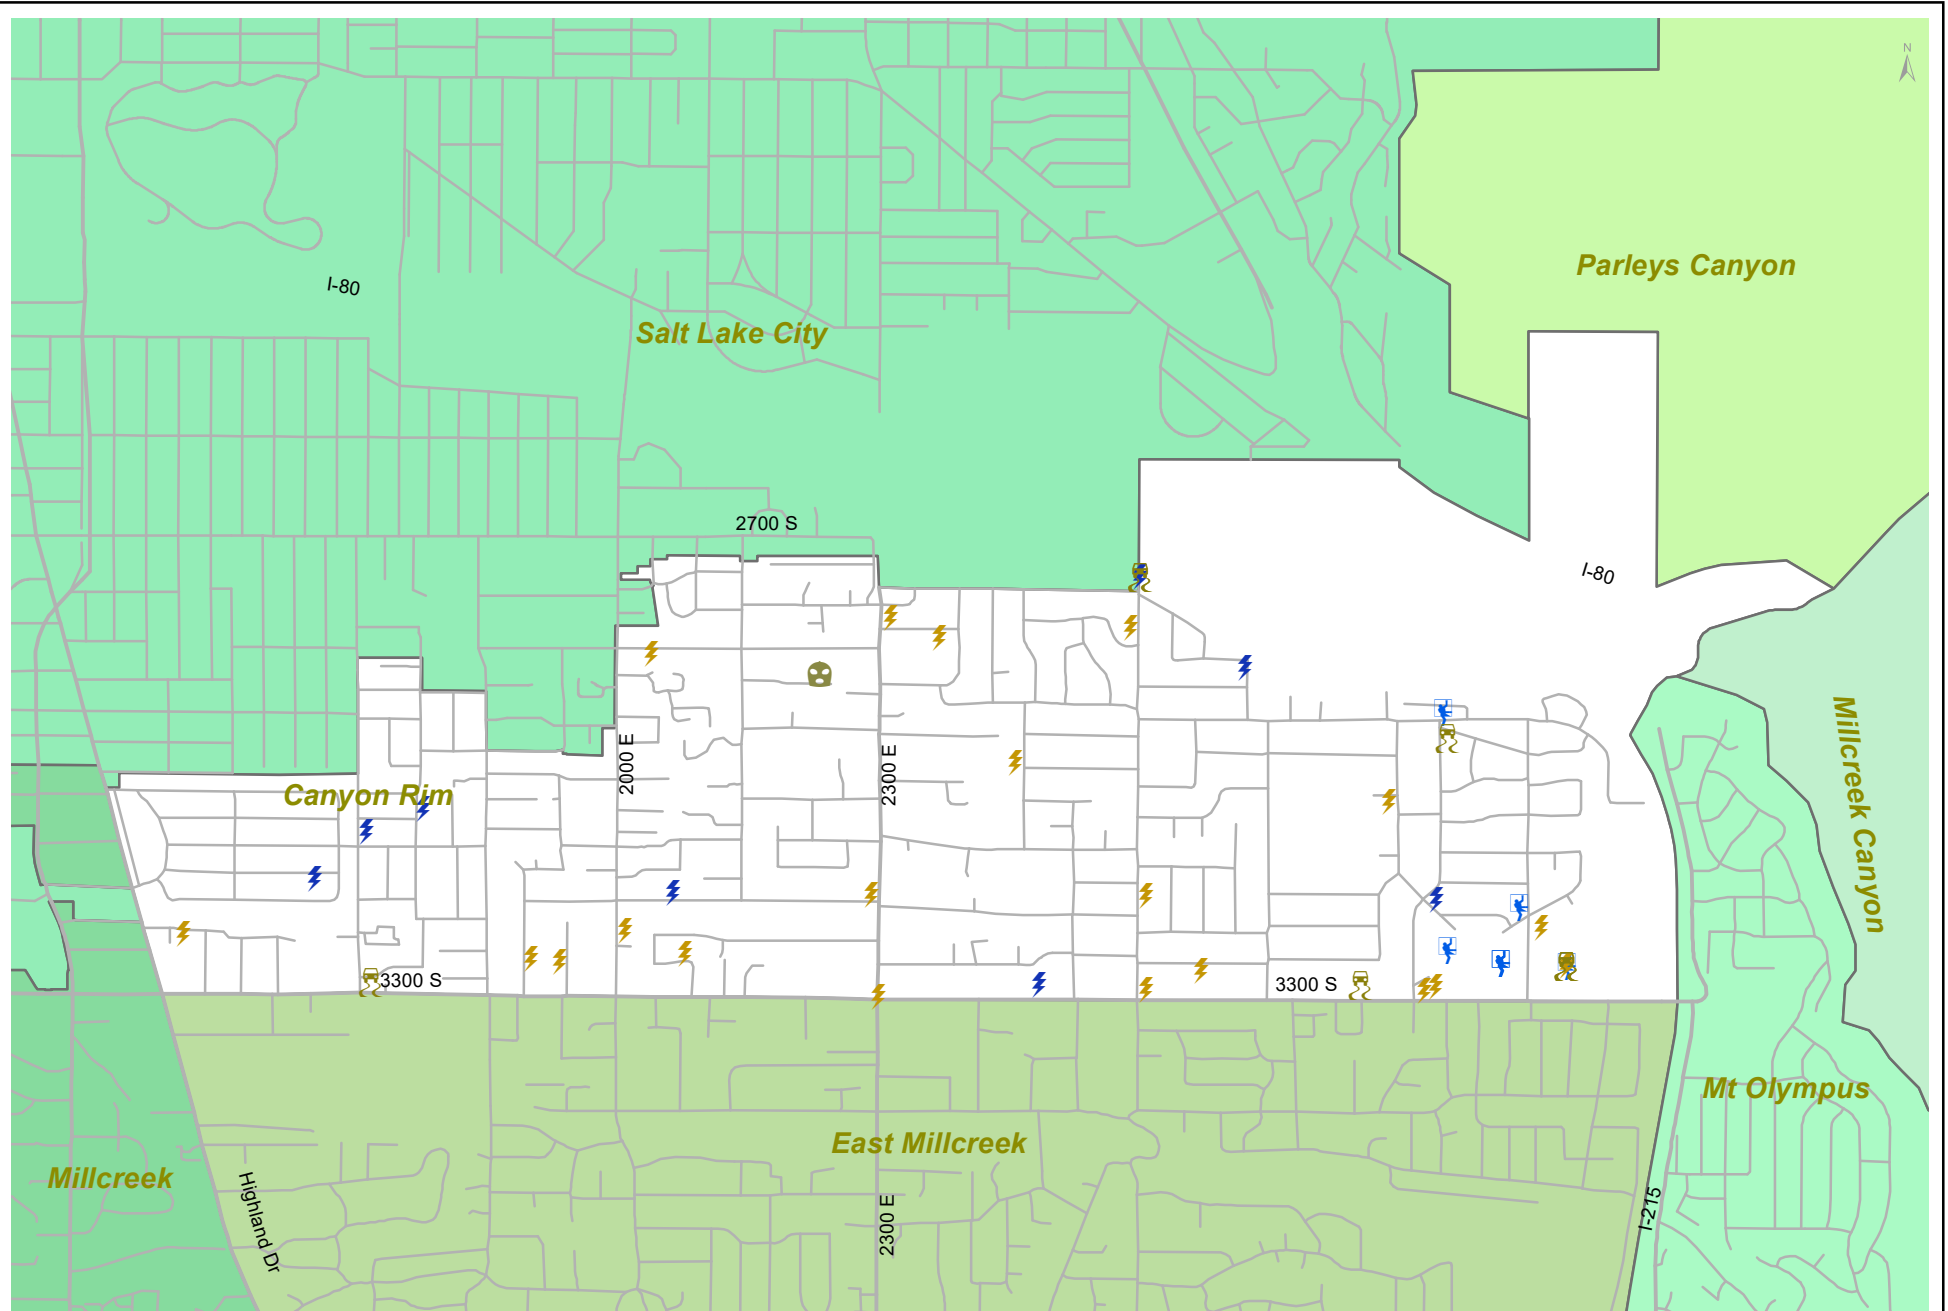 N
Parleys Canyon
I-80
Salt Lake City
2700 S
I-80
Millcreek Canyon
2000 E
2300 E
Canyon Rim
3300 S
3300 S
Mt Olympus
East Millcreek
Millcreek
Highland Dr
2300 E
I-215